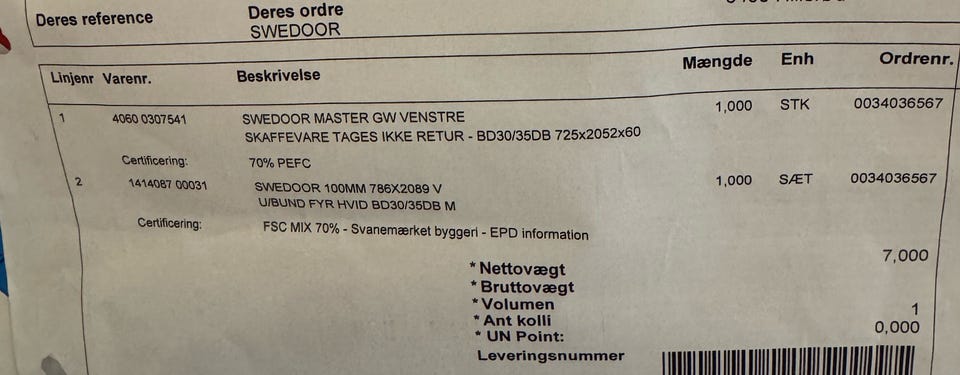 Deres reference
Deres ordre
SWEDOOR
Linjenr Varenr. Beskrivelse Mængde Enh Ordrenr.
1 4060 0307541 SWEDOOR MASTER GW VENSTRE 1,000 STK 0034036567
SKAFFEVARE TAGES IKKE RETUR - BD30/35DB 725x2052x60
Certificering: 70% PEFC
2 1414087 00031 SWEDOOR 100MM 786X2089 V 1,000 SÆT 0034036567
U/BUND FYR HVID BD30/35DB M
Certificering: FSC MIX 70% - Svanemærket byggeri - EPD information
* Nettovægt 7,000
* Bruttovægt
* Volumen
* Ant kolli 1
* UN Point: 0,000
Leveringsnummer